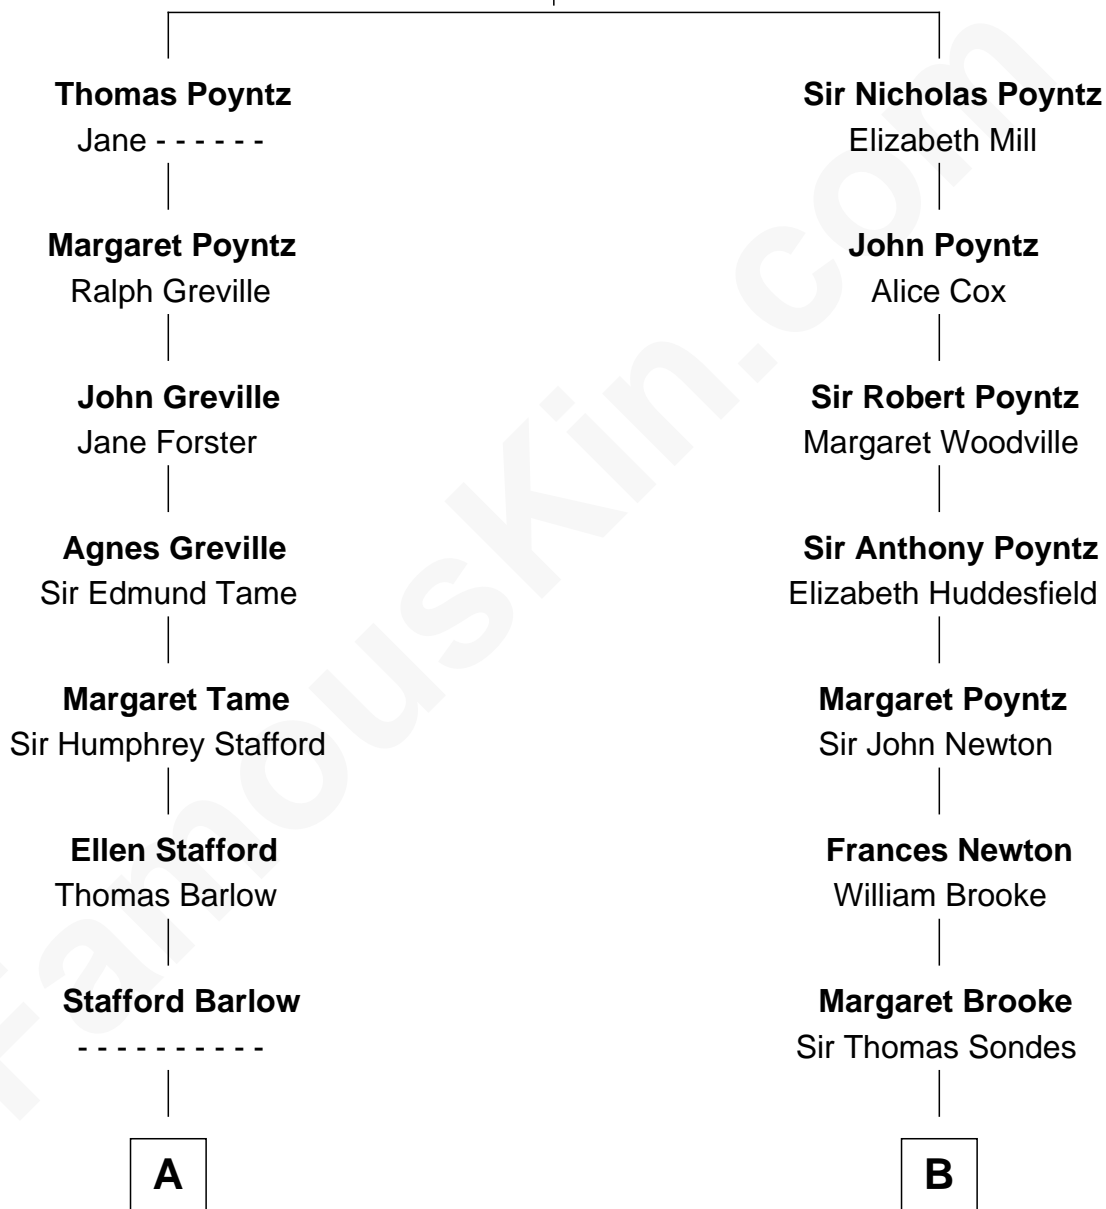 Thomas Poyntz
Jane - - - - - -
Margaret Poyntz
Ralph Greville
John Greville
Jane Forster
Agnes Greville
Sir Edmund Tame
Margaret Tame
Sir Humphrey Stafford
Ellen Stafford
Thomas Barlow
Stafford Barlow
- - - - - - - - - -
A
Sir Nicholas Poyntz
Elizabeth Mill
John Poyntz
Alice Cox
Sir Robert Poyntz
Margaret Woodville
Sir Anthony Poyntz
Elizabeth Huddesfield
Margaret Poyntz
Sir John Newton
Frances Newton
William Brooke
Margaret Brooke
Sir Thomas Sondes
B
FamousKin.com